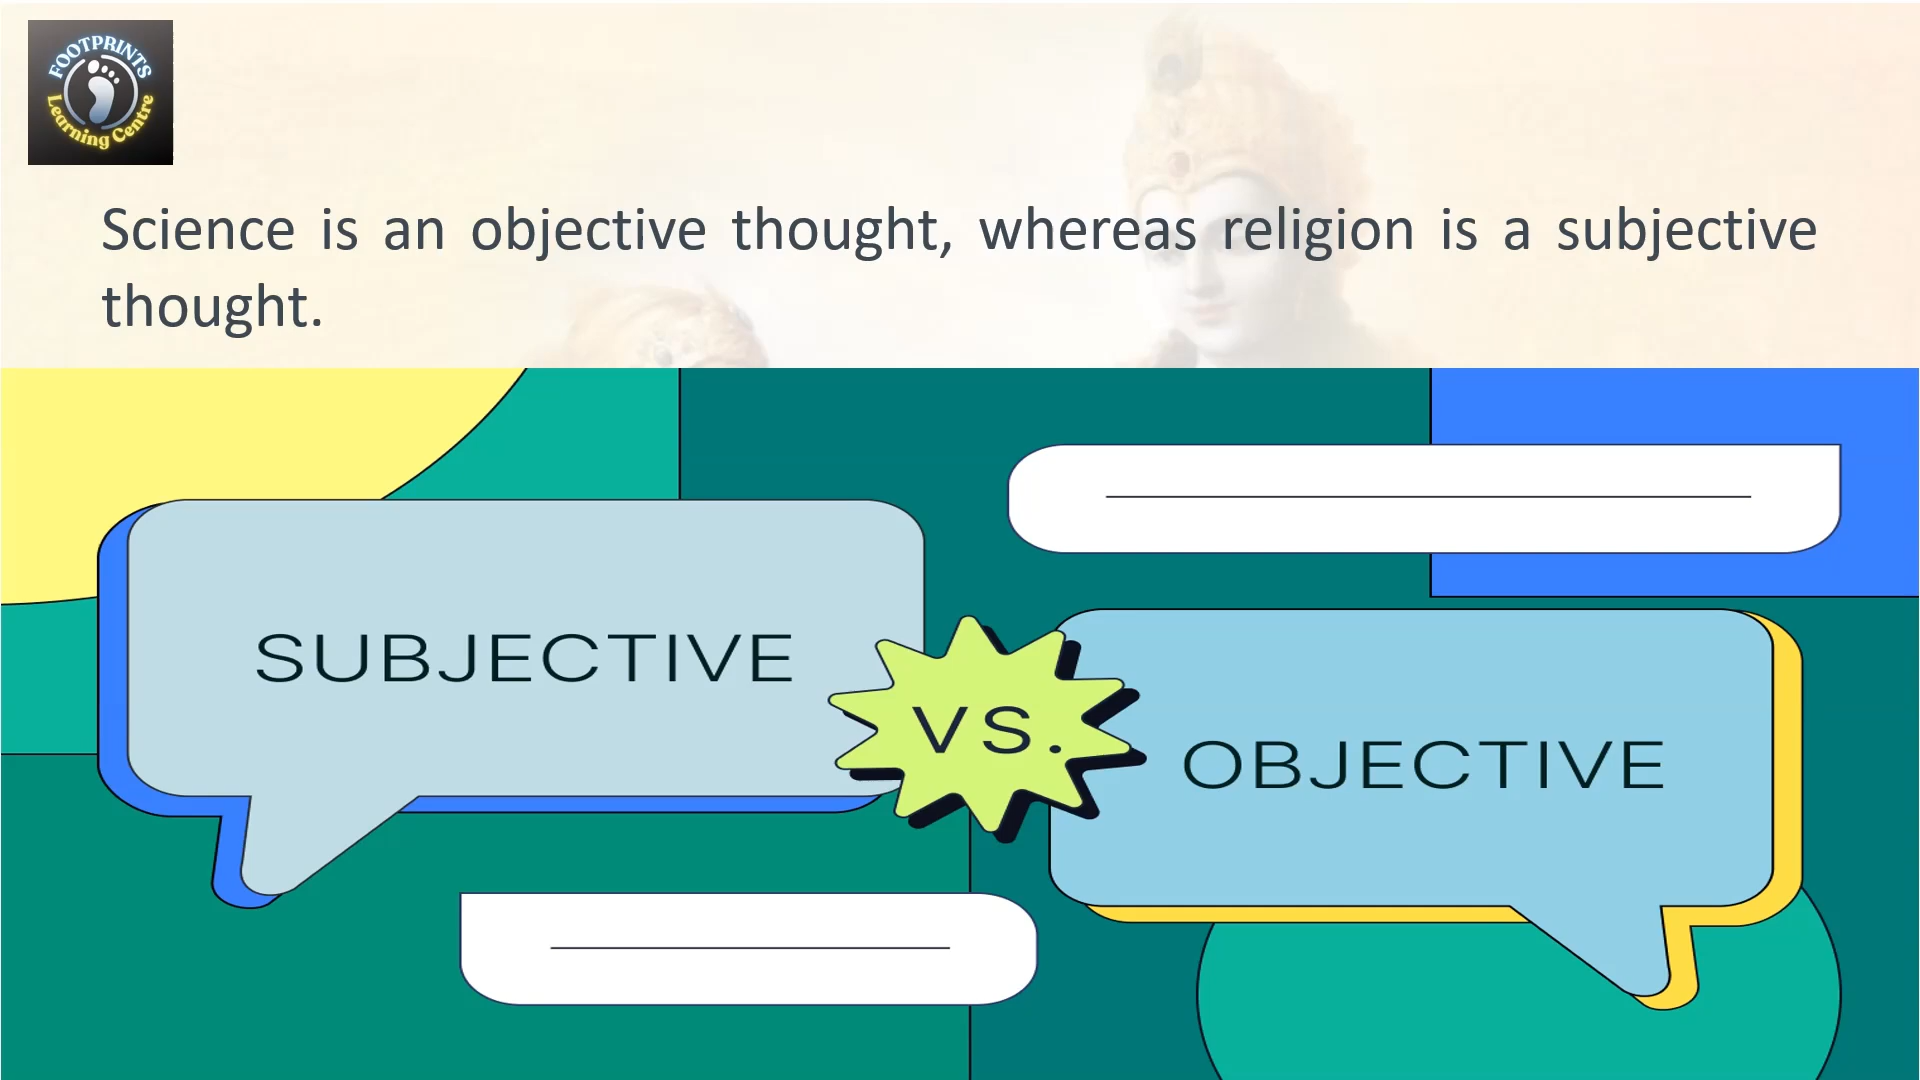 FOOTPRINTS
Learning Centre
Science is an objective thought, whereas religion is a subjective
thought.
SUBJECTIVE
VS.
OBJECTIVE